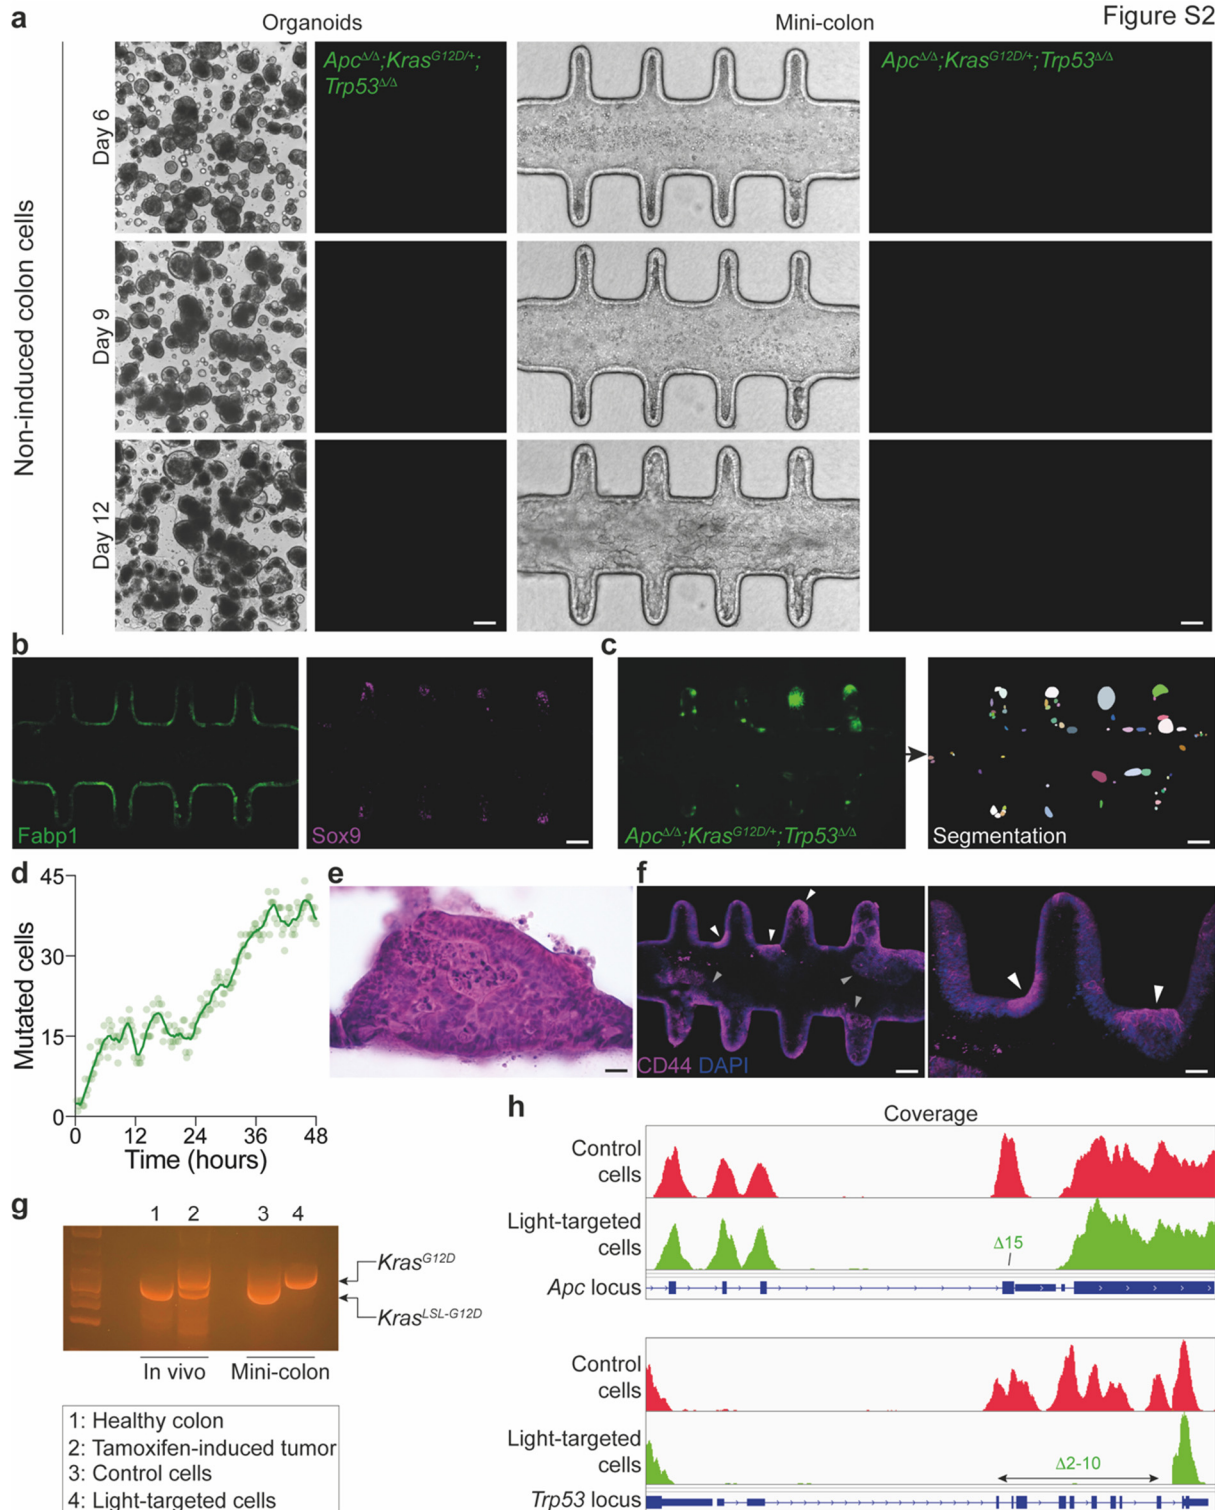 Figure S2
a
Organoids
Mini-colon
Non-induced colon cells
Day 6
Apc^Δ/Δ;Kras^G12D/+;
Trp53^Δ/Δ
Apc^Δ/Δ;Kras^G12D/+;Trp53^Δ/Δ
Day 9
Day 12
b
Fabp1
Sox9
c
Apc^Δ/Δ;Kras^G12D/+;Trp53^Δ/Δ
Segmentation
d
Mutated cells
45
30
15
0
0 12 24 36 48
Time (hours)
e
f
CD44 DAPI
g
1 2 3 4
Kras^G12D
Kras^LSL-G12D
In vivo Mini-colon
1: Healthy colon
2: Tamoxifen-induced tumor
3: Control cells
4: Light-targeted cells
h
Coverage
Control
cells
Light-targeted
cells
Δ15
Apc locus
Control
cells
Light-targeted
cells
Δ2-10
Trp53 locus